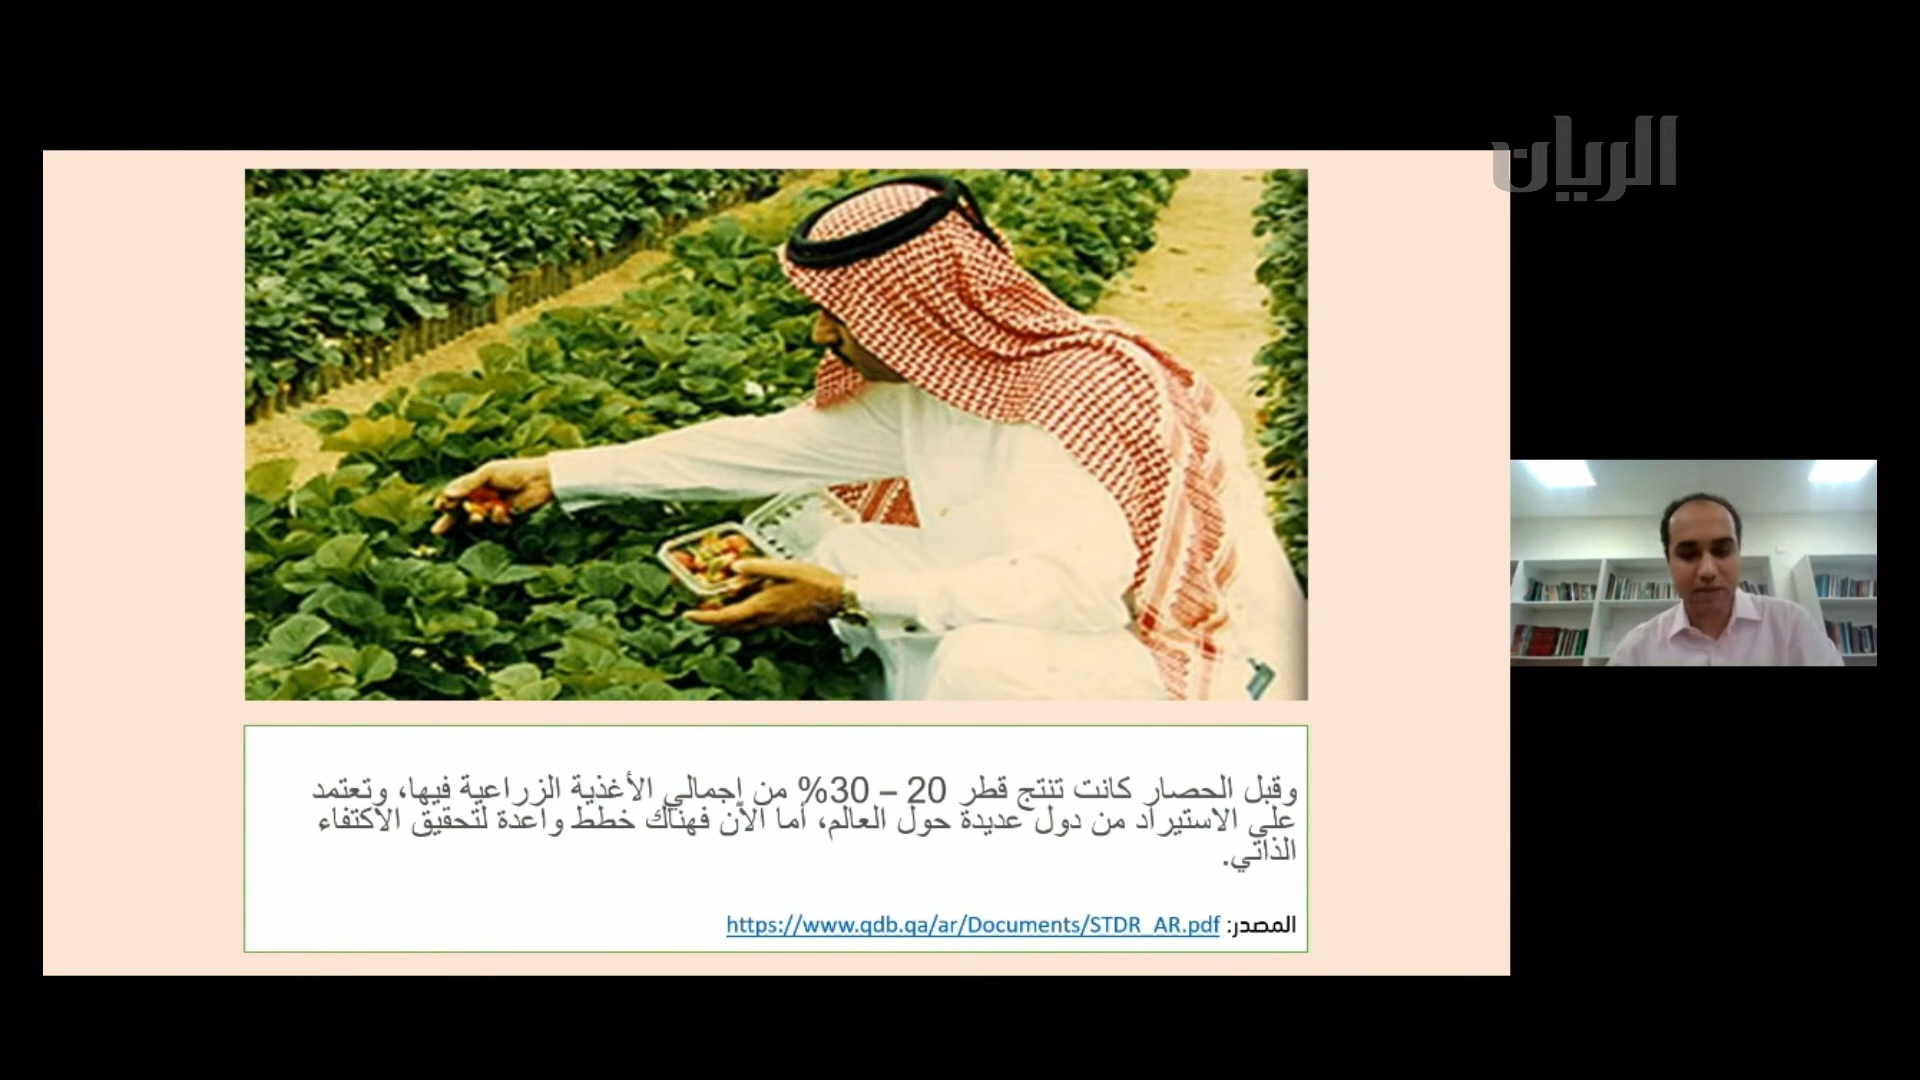 الريان
وقبل الحصار كانت تنتج قطر 20 – 30% من إجمالي الأغذية الزراعية فيها، وتعتمد
على الاستيراد من دول عديدة حول العالم، أما الآن فهناك خطط واعدة لتحقيق الاكتفاء
الذاتي.
المصدر: https://www.qdb.qa/ar/Documents/STDR_AR.pdf